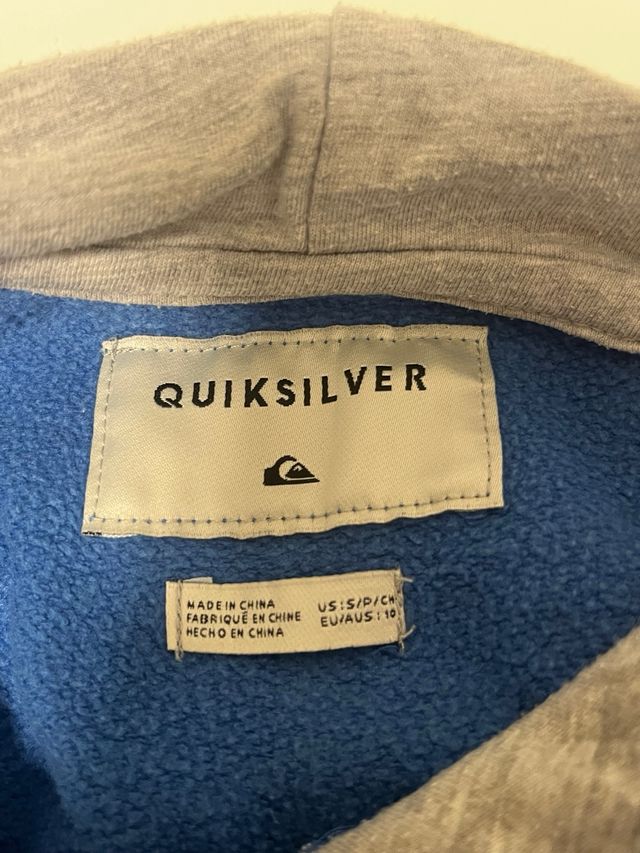 QUIKSILVER
MADE IN CHINA
FABRIQUÉ EN CHINE
HECHO EN CHINA
US:S/P/CH
EU/AUS:10